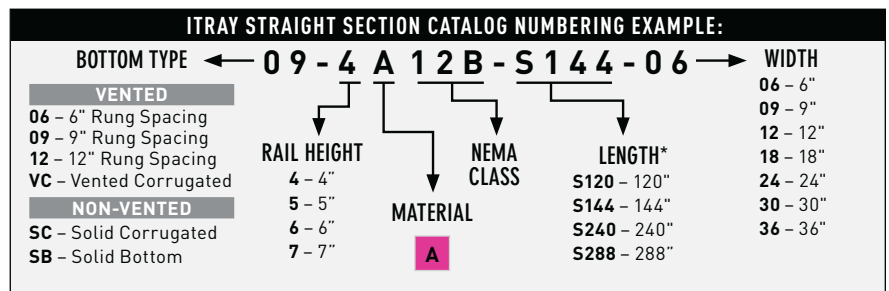 ITRAY STRAIGHT SECTION CATALOG NUMBERING EXAMPLE:
BOTTOM TYPE
09-4A12B-S144-06
WIDTH
VENTED
06 – 6" Rung Spacing
09 – 9" Rung Spacing
12 – 12" Rung Spacing
VC – Vented Corrugated
NON-VENTED
SC – Solid Corrugated
SB – Solid Bottom
RAIL HEIGHT
4 – 4”
5 – 5”
6 – 6”
7 – 7”
MATERIAL
A
NEMA
CLASS
LENGTH*
S120 – 120"
S144 – 144"
S240 – 240"
S288 – 288”
06 – 6"
09 – 9"
12 – 12"
18 – 18"
24 – 24"
30 – 30"
36 – 36"